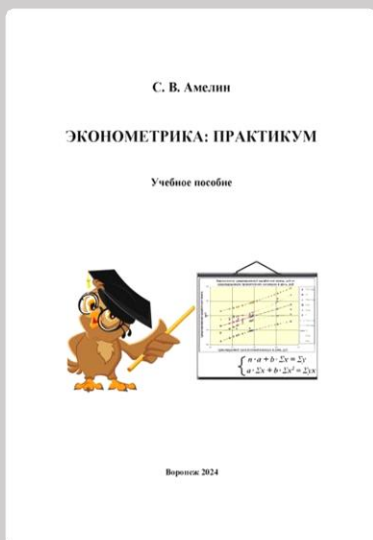 С. В. Амелин
ЭКОНОМЕТРИКА: ПРАКТИКУМ
Учебное пособие
n · a + b · Σx = Σy
a · Σx + b · Σx² = Σyx
Воронеж 2024